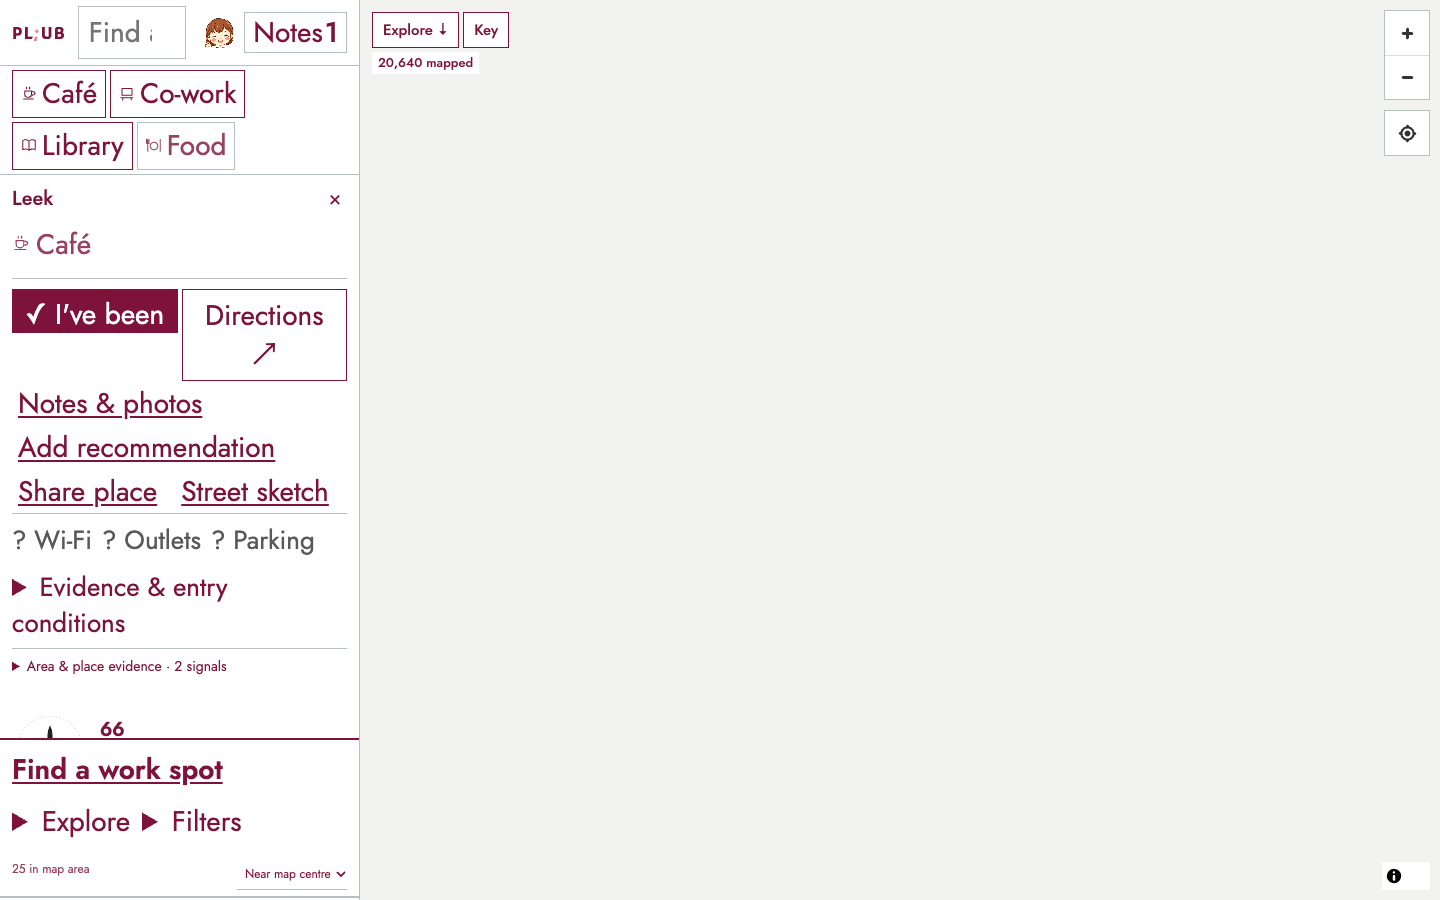 PL;UB
Find a
Notes 1
Café
Co-work
Library
Food
Leek
×
Café
✓ I've been
Directions ↗
Notes & photos
Add recommendation
Share place Street sketch
? Wi-Fi ? Outlets ? Parking
▶ Evidence & entry
conditions
▶ Area & place evidence · 2 signals
66
Find a work spot
▶ Explore ▶ Filters
25 in map area
Near map centre
Explore ↓
Key
20,640 mapped
+
−